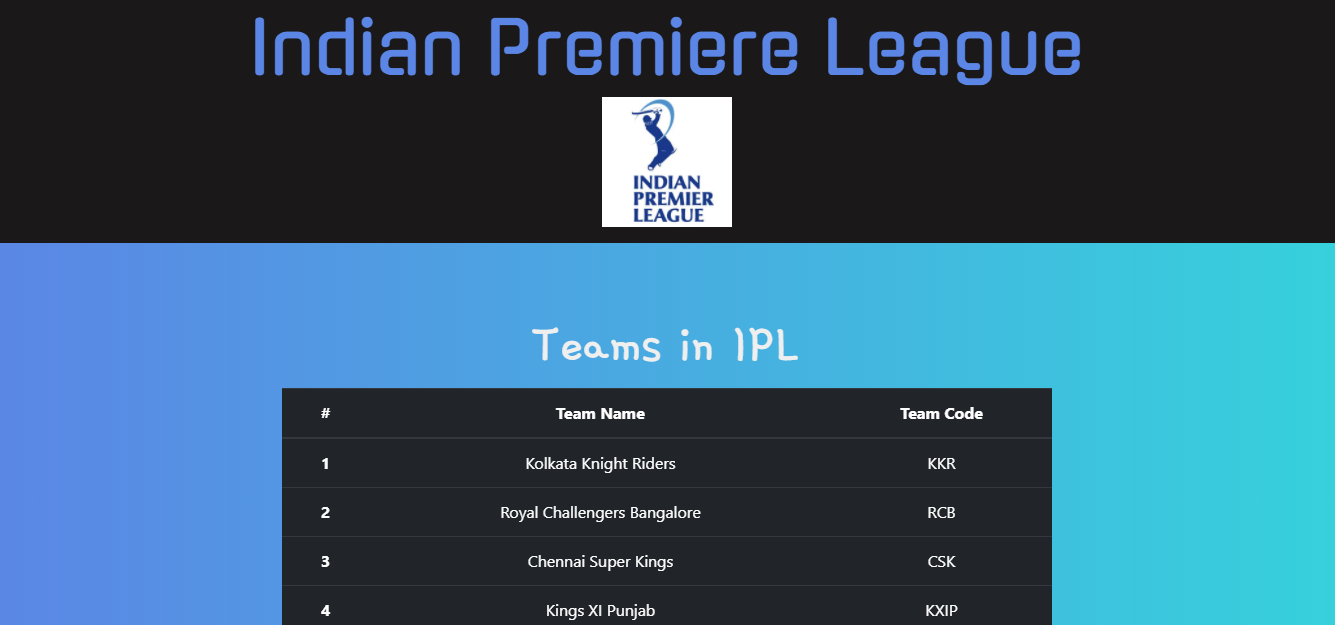 Indian Premiere League
INDIAN
PREMIER
LEAGUE
Teams in IPL
# Team Name Team Code
1 Kolkata Knight Riders KKR
2 Royal Challengers Bangalore RCB
3 Chennai Super Kings CSK
4 Kings XI Punjab KXIP